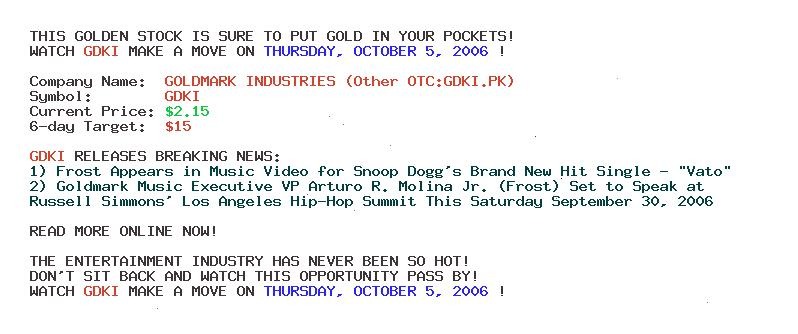 THIS GOLDEN STOCK IS SURE TO PUT GOLD IN YOUR POCKETS!
WATCH GDKI MAKE A MOVE ON THURSDAY, OCTOBER 5, 2006 !
Company Name: GOLDMARK INDUSTRIES (Other OTC:GDKI.PK)
Symbol: GDKI
Current Price: $2.15
6-day Target: $15
GDKI RELEASES BREAKING NEWS:
1) Frost Appears in Music Video for Snoop Dogg's Brand New Hit Single - "Vato"
2) Goldmark Music Executive VP Arturo R. Molina Jr. (Frost) Set to Speak at
Russell Simmons' Los Angeles Hip-Hop Summit This Saturday September 30, 2006
READ MORE ONLINE NOW!
THE ENTERTAINMENT INDUSTRY HAS NEVER BEEN SO HOT!
DON'T SIT BACK AND WATCH THIS OPPORTUNITY PASS BY!
WATCH GDKI MAKE A MOVE ON THURSDAY, OCTOBER 5, 2006 !